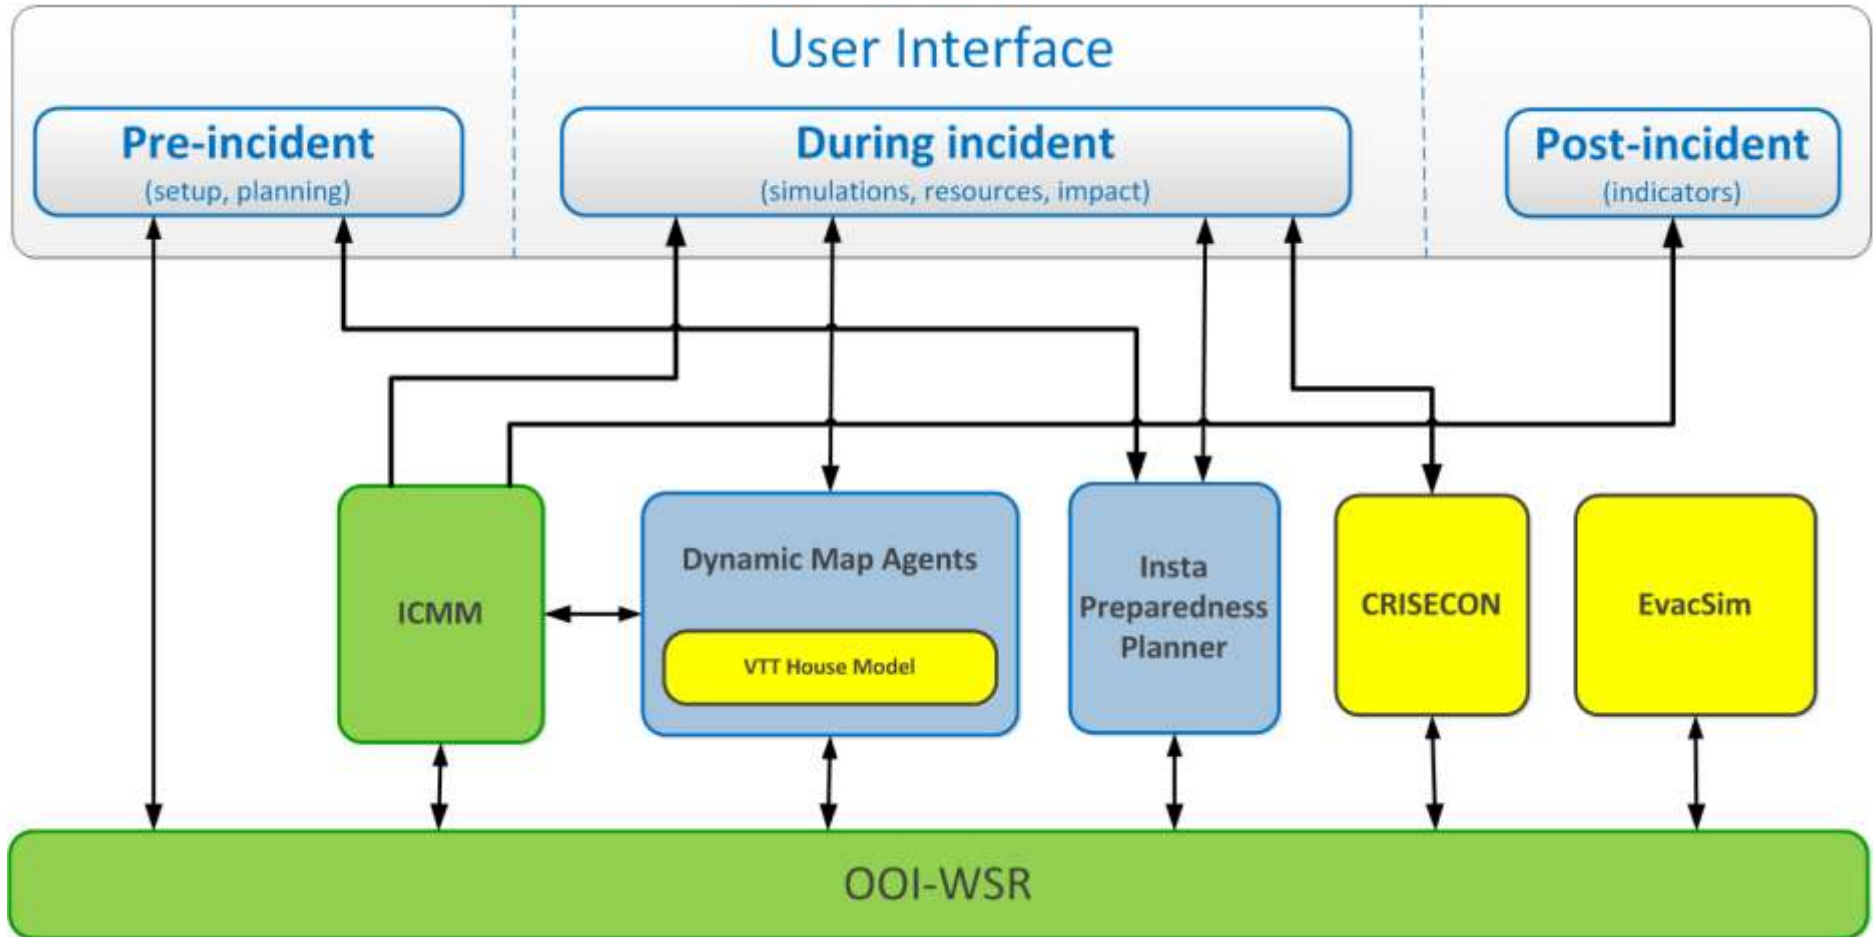 User Interface
Pre-incident
(setup, planning)
During incident
(simulations, resources, impact)
Post-incident
(indicators)
ICMM
Dynamic Map Agents
VTT House Model
Insta
Preparedness
Planner
CRISECON
EvacSim
OOI-WSR